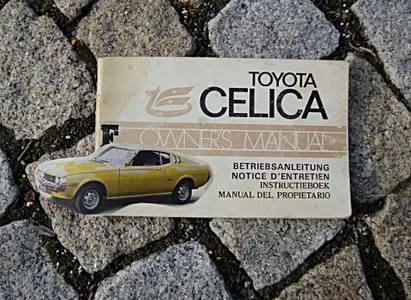 TOYOTA
CELICA
OWNER'S MANUAL
BETRIEBSANLEITUNG
NOTICE D'ENTRETIEN
INSTRUCTIEBOEK
MANUAL DEL PROPIETARIO